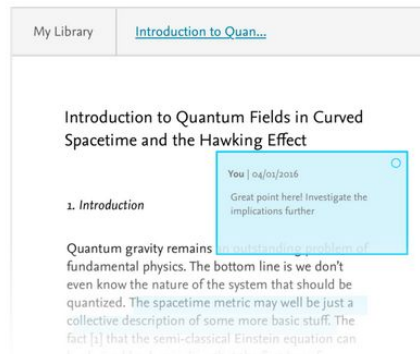 My Library
Introduction to Quan...
Introduction to Quantum Fields in Curved
Spacetime and the Hawking Effect
You | 04/01/2016
Great point here! Investigate the
implications further
1. Introduction
Quantum gravity remains an outstanding problem of
fundamental physics. The bottom line is we don't
even know the nature of the system that should be
quantized. The spacetime metric may well be just a
collective description of some more basic stuff. The
fact [1] that the semi-classical Einstein equation can